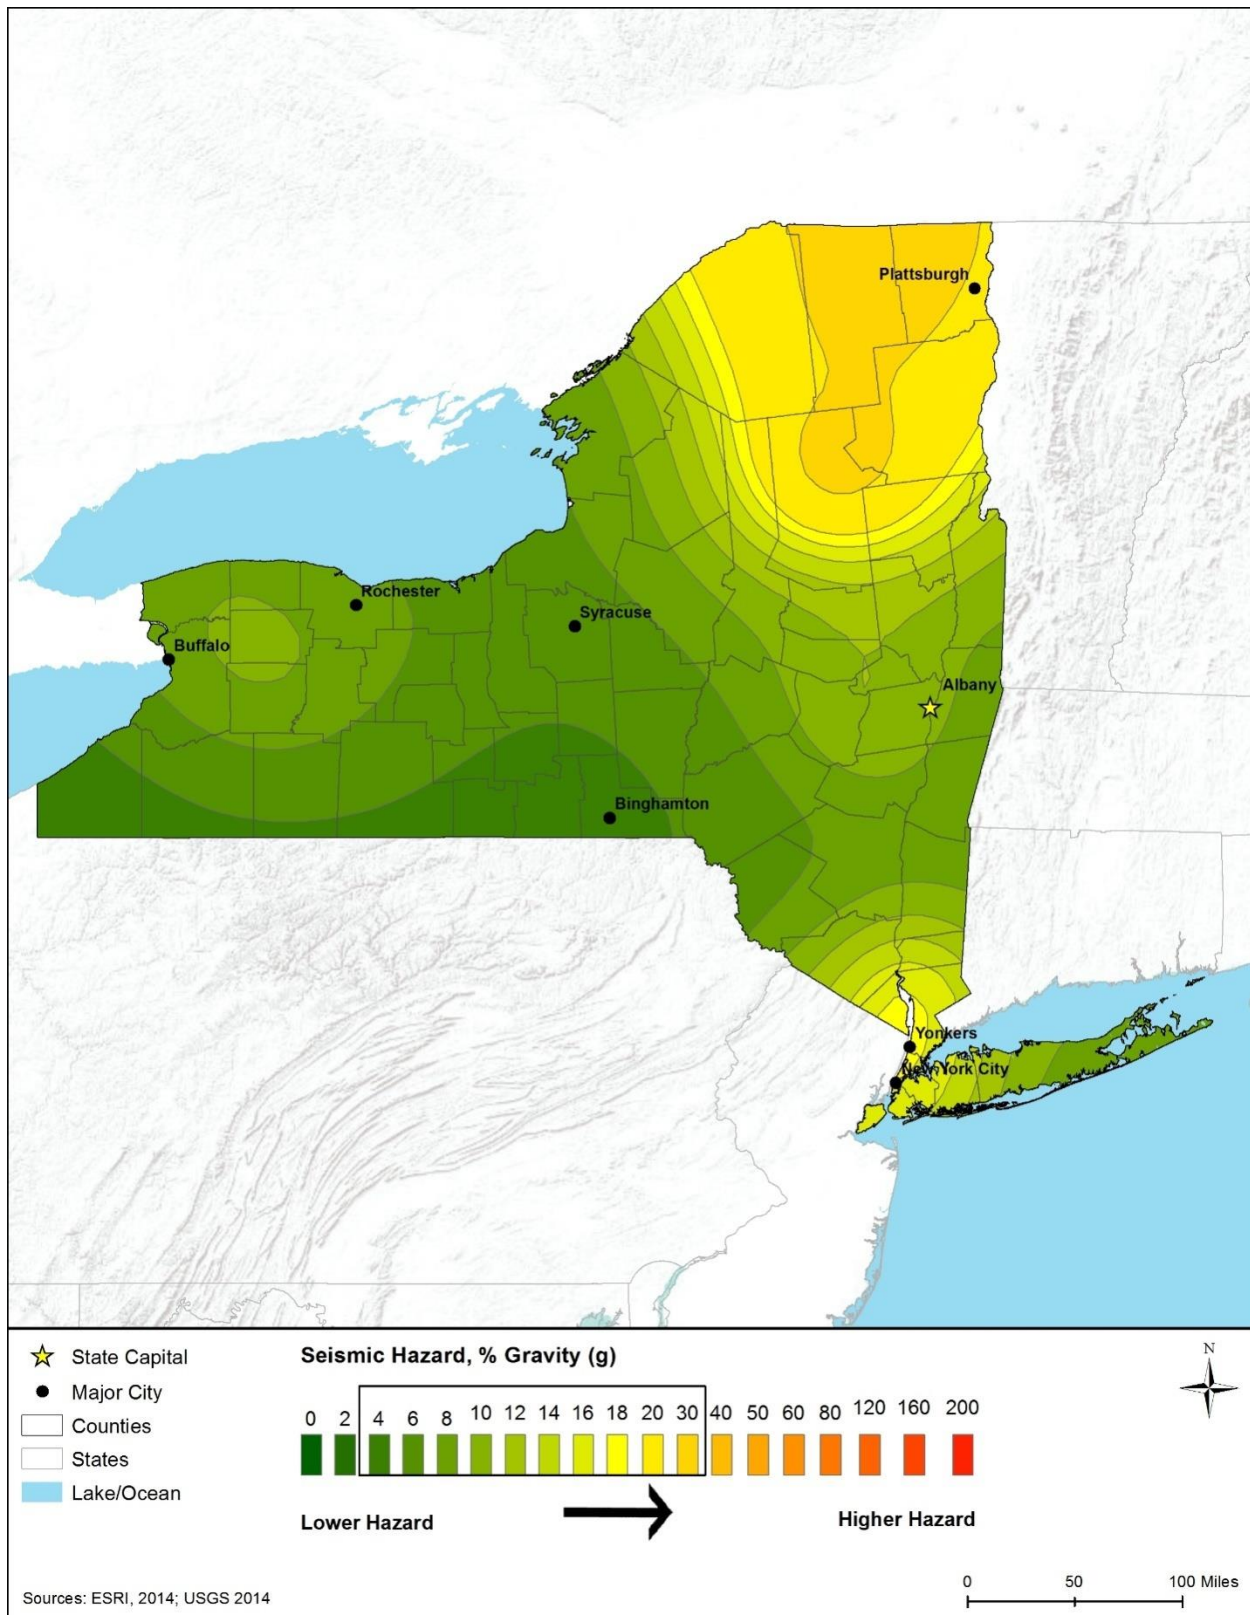 Plattsburgh
Rochester
Syracuse
Buffalo
Albany
Binghamton
Yonkers
New York City
State Capital
Major City
Counties
States
Lake/Ocean
Seismic Hazard, % Gravity (g)
0 2 4 6 8 10 12 14 16 18 20 30 40 50 60 80 120 160 200
Lower Hazard
Higher Hazard
N
Sources: ESRI, 2014; USGS 2014
0 50 100 Miles